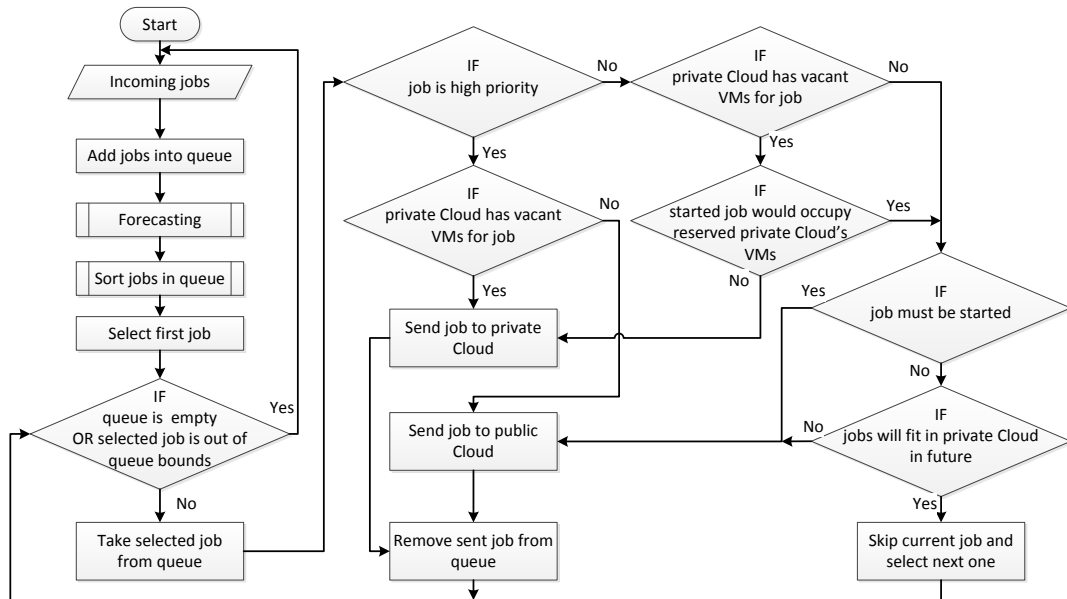 Start
Incoming jobs
Add jobs into queue
Forecasting
Sort jobs in queue
Select first job
IF
queue is empty
OR selected job is out of
queue bounds
Yes
No
Take selected job
from queue
IF
job is high priority
No
Yes
IF
private Cloud has vacant
VMs for job
No
Yes
Send job to private
Cloud
Send job to public
Cloud
Remove sent job from
queue
IF
private Cloud has vacant
VMs for job
No
Yes
IF
started job would occupy
reserved private Cloud's
VMs
Yes
No
IF
job must be started
Yes
No
IF
jobs will fit in private Cloud
in future
No
Yes
Skip current job and
select next one